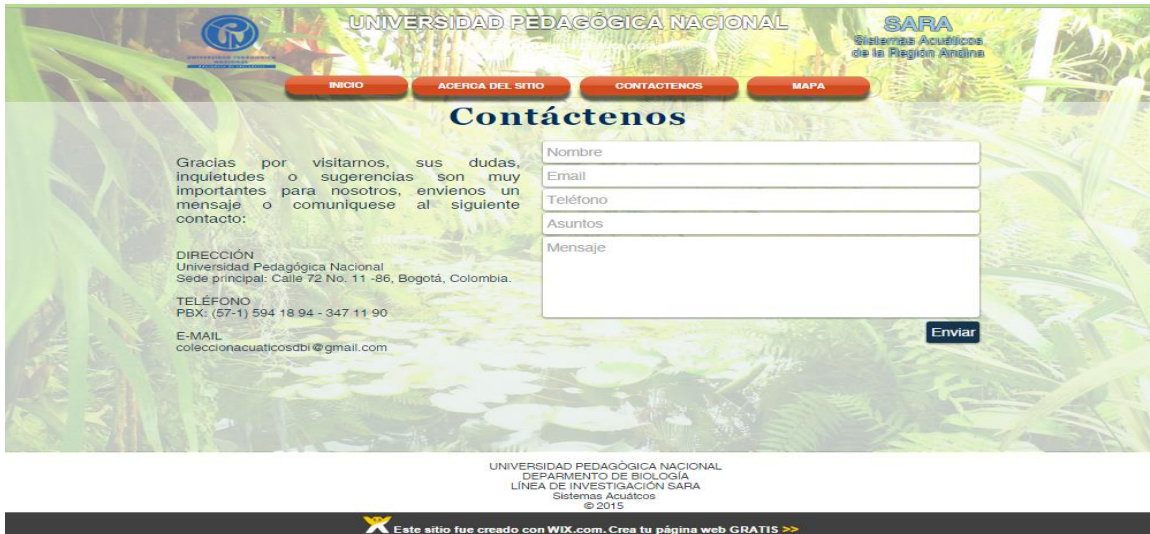 UNIVERSIDAD PEDAGÓGICA NACIONAL
SARA
Sistemas Acuáticos
de la Región Andina
UNIVERSIDAD PEDAGOGICA
NACIONAL
INICIO
ACERCA DEL SITIO
CONTACTENOS
MAPA
Contáctenos
Gracias por visitarnos, sus dudas,
inquietudes o sugerencias son muy
importantes para nosotros, envienos un
mensaje o comuniquese al siguiente
contacto:
DIRECCIÓN
Universidad Pedagógica Nacional
Sede principal: Calle 72 No. 11 -86, Bogotá, Colombia.
TELÉFONO
PBX: (57-1) 594 18 94 - 347 11 90
E-MAIL
coleccionacuaticosdbi@gmail.com
Nombre
Email
Teléfono
Asuntos
Mensaje
Enviar
UNIVERSIDAD PEDAGÒGICA NACIONAL
DEPARMENTO DE BIOLOGÍA
LÍNEA DE INVESTIGACIÓN SARA
Sistemas Acuátcos
© 2015
Este sitio fue creado con WIX.com. Crea tu página web GRATIS >>